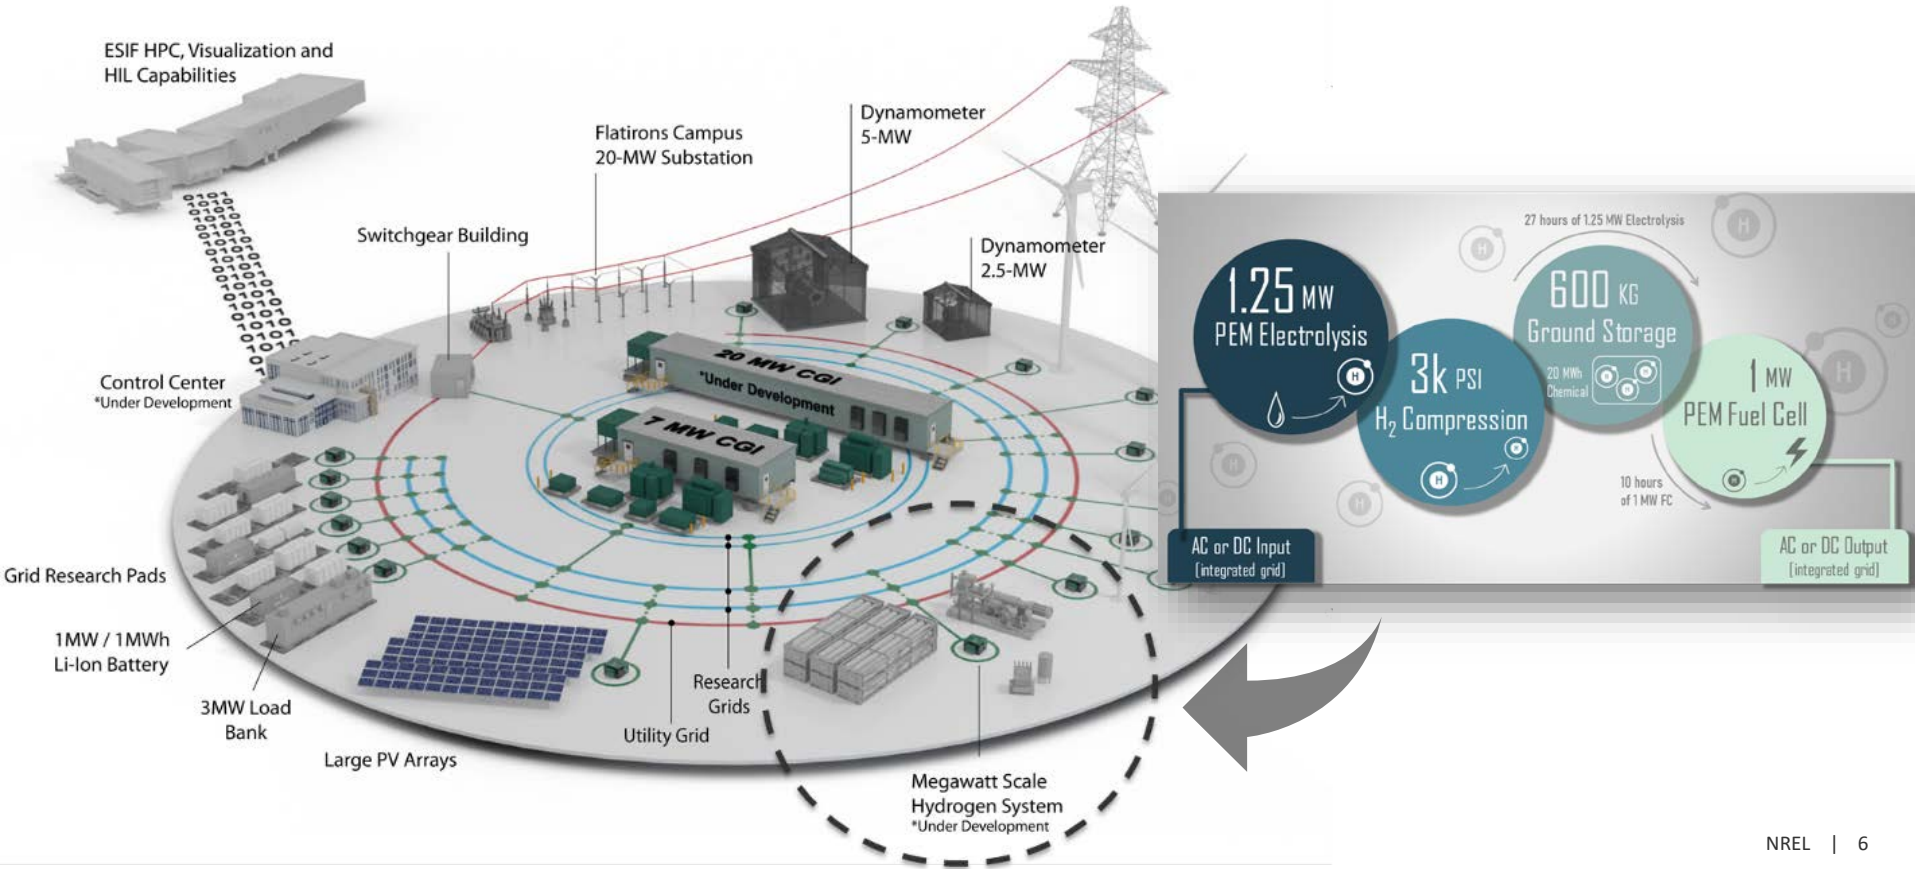 ESIF HPC, Visualization and
HIL Capabilities
Flatirons Campus
20-MW Substation
Dynamometer
5-MW
Switchgear Building
Dynamometer
2.5-MW
Control Center
*Under Development
20 MW CGI
*Under Development
7 MW CGI
Grid Research Pads
1MW / 1MWh
Li-Ion Battery
3MW Load
Bank
Large PV Arrays
Utility Grid
Research
Grids
Megawatt Scale
Hydrogen System
*Under Development
27 hours of 1.25 MW Electrolysis
1.25 MW
PEM Electrolysis
H
3k PSI
H₂ Compression
H
H
600 KG
Ground Storage
20 MWh
Chemical
H
H
H
1 MW
PEM Fuel Cell
H
10 hours
of 1 MW FC
AC or DC Input
(integrated grid)
AC or DC Output
(integrated grid)
H
H
H
H
H
H
NREL | 6